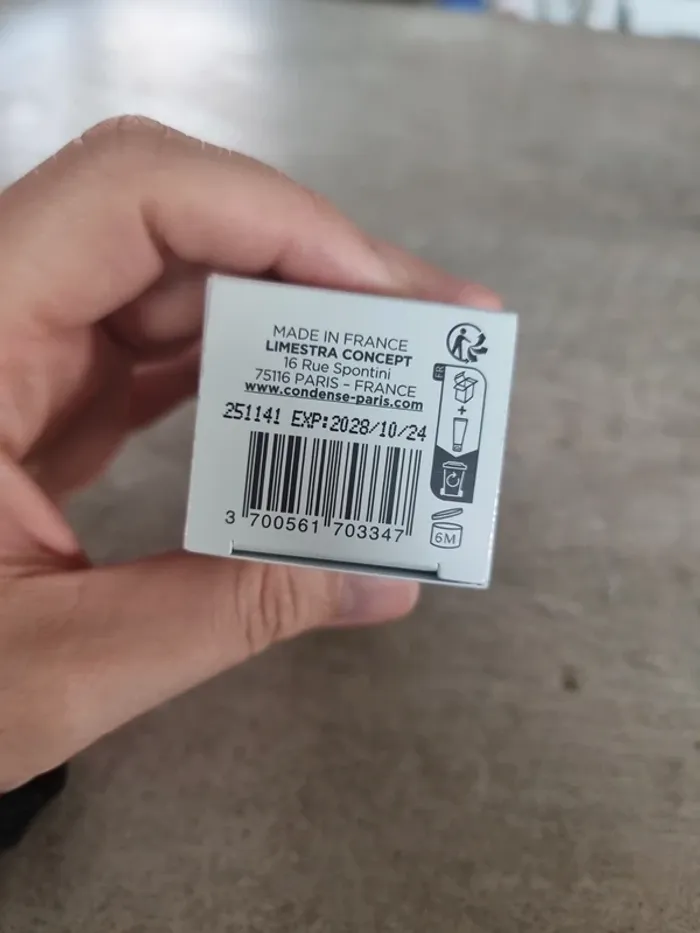 MADE IN FRANCE
LIMESTRA CONCEPT
16 Rue Spontini
75116 PARIS – FRANCE
www.condense-paris.com
251141 EXP:2028/10/24
3 700561 703347
FR
+
6M